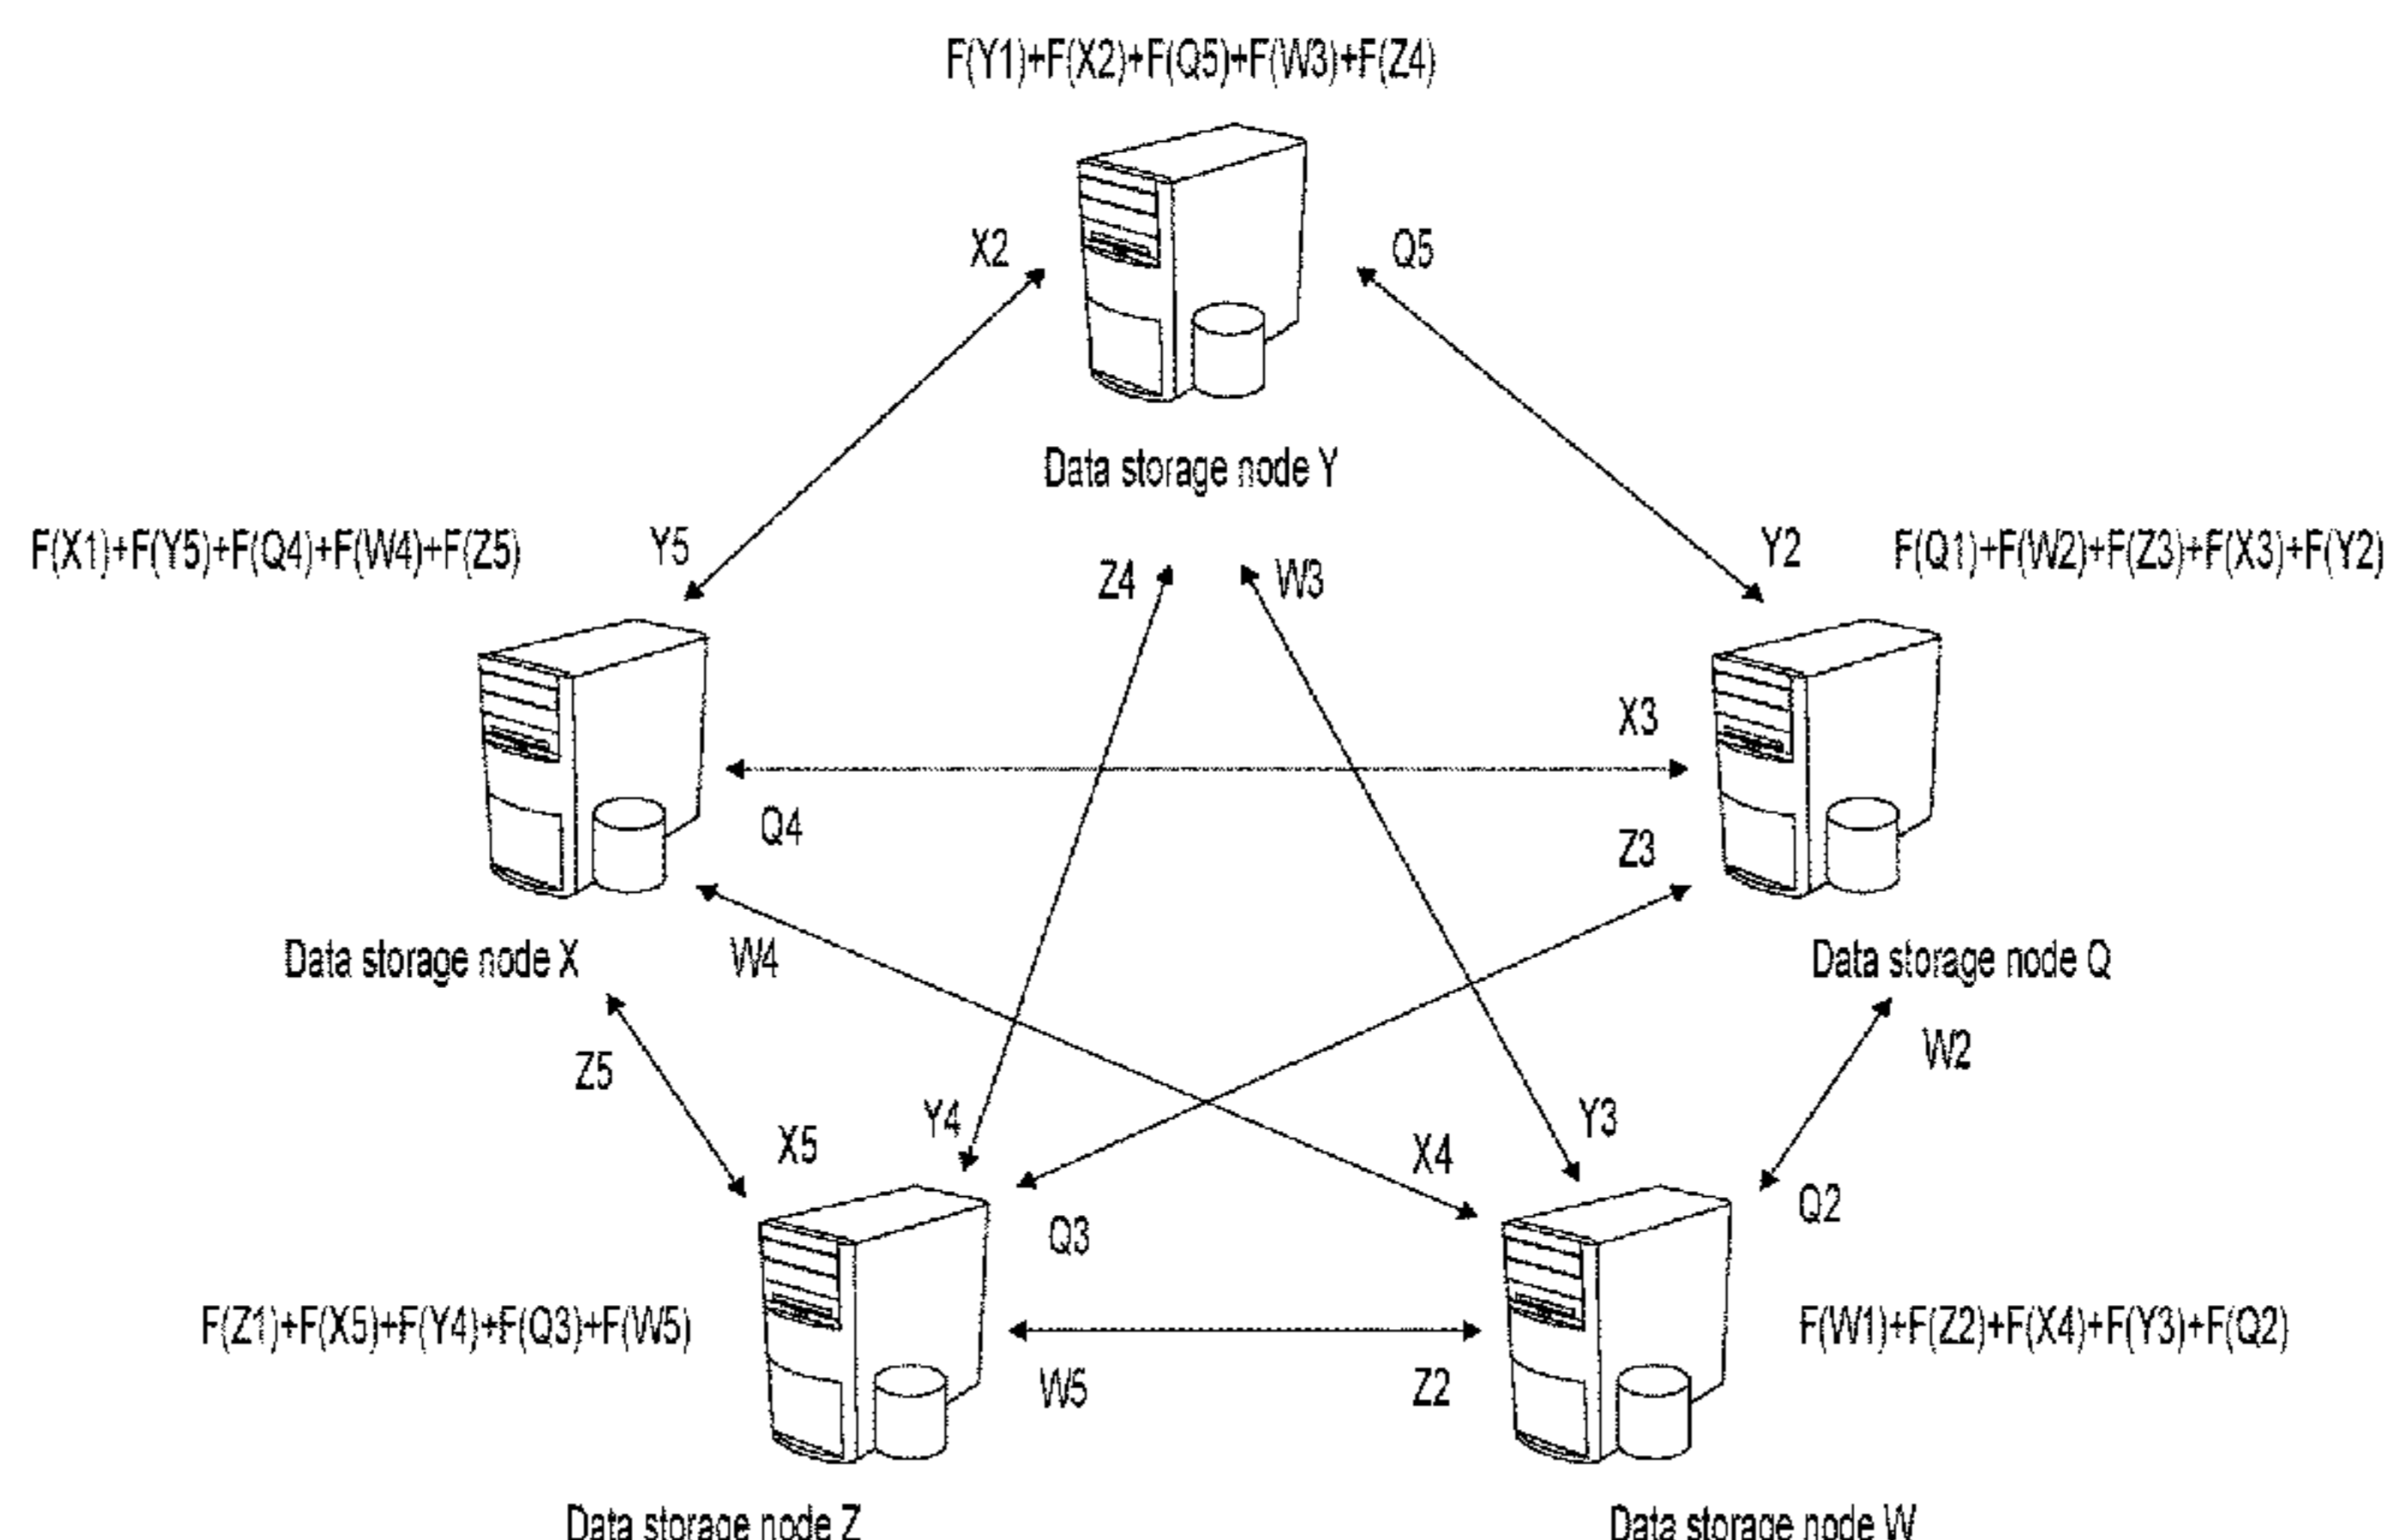 F(Y1)+F(X2)+F(Q5)+F(W3)+F(Z4)
X2
Q5
Data storage node Y
F(X1)+F(Y5)+F(Q4)+F(W4)+F(Z5)
Y5
Z4
W3
Y2
F(Q1)+F(W2)+F(Z3)+F(X3)+F(Y2)
X3
Q4
Z3
Data storage node X
W4
Data storage node Q
Z5
W2
X5
Y4
X4
Y3
Q3
Q2
F(Z1)+F(X5)+F(Y4)+F(Q3)+F(W5)
F(W1)+F(Z2)+F(X4)+F(Y3)+F(Q2)
W5
Z2
Data storage node Z
Data storage node W